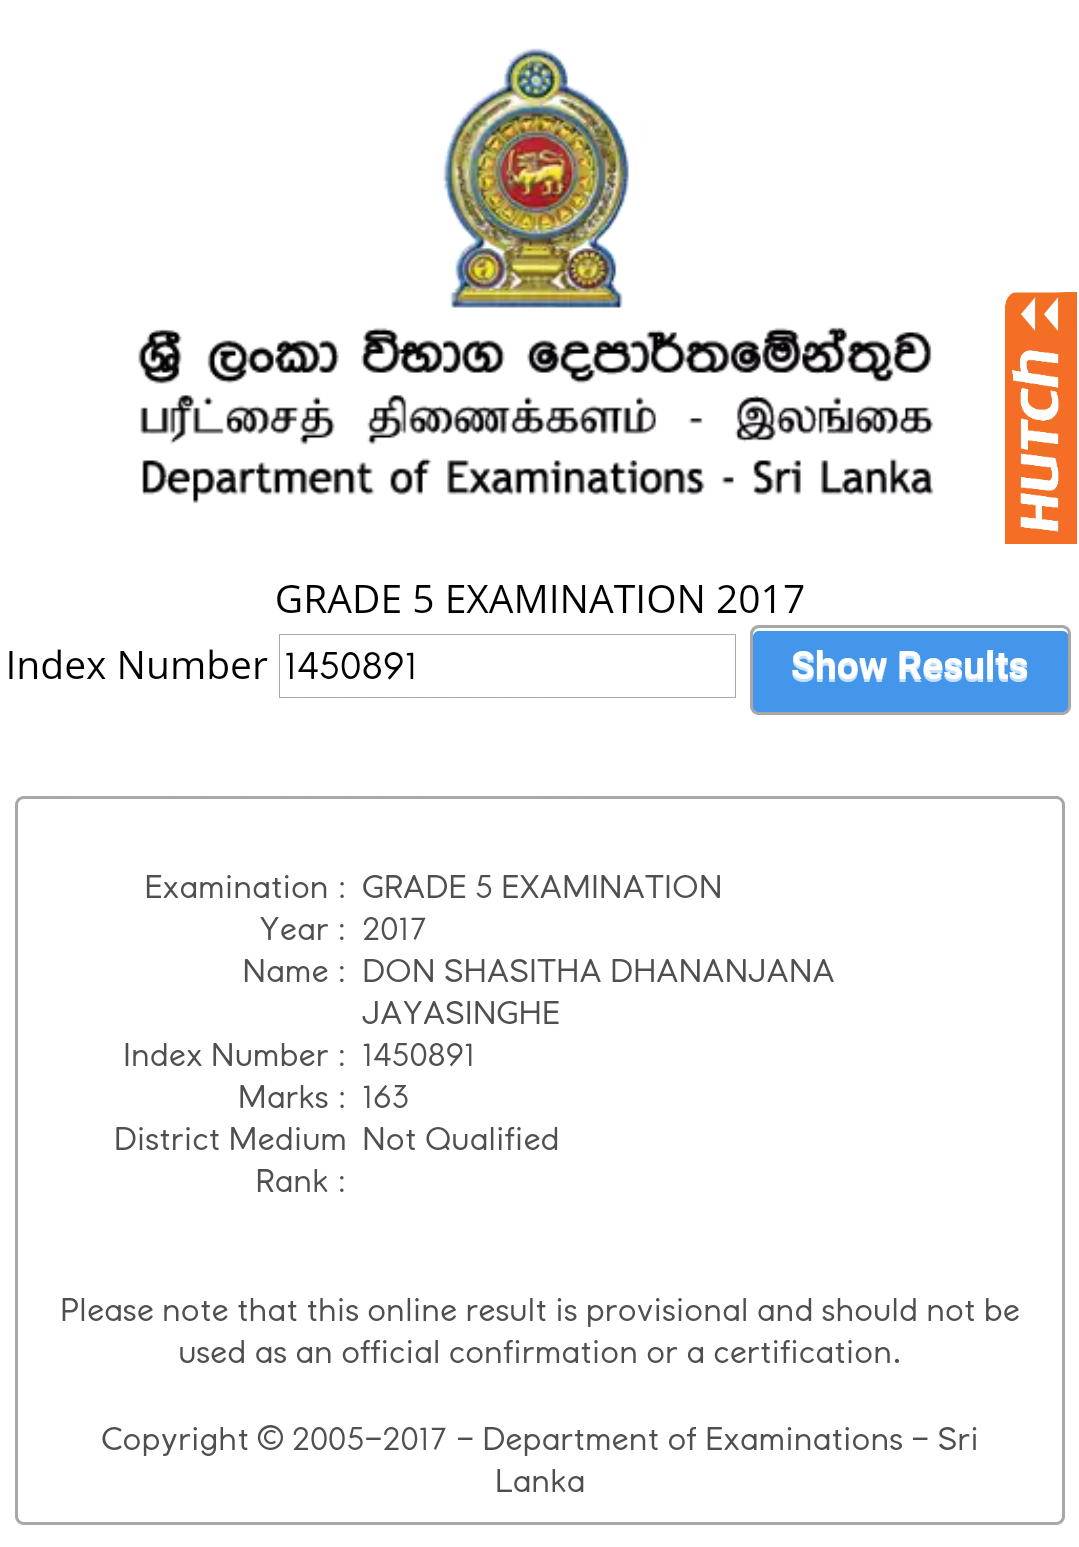 ශ්‍රී ලංකා විභාග දෙපාර්තමේන්තුව
பரீட்சைத் திணைக்களம் - இலங்கை
Department of Examinations - Sri Lanka
HUTCH
GRADE 5 EXAMINATION 2017
Index Number 1450891 Show Results
Examination : GRADE 5 EXAMINATION
Year : 2017
Name : DON SHASITHA DHANANJANA
JAYASINGHE
Index Number : 1450891
Marks : 163
District Medium Not Qualified
Rank :
Please note that this online result is provisional and should not be
used as an official confirmation or a certification.
Copyright © 2005-2017 - Department of Examinations - Sri
Lanka